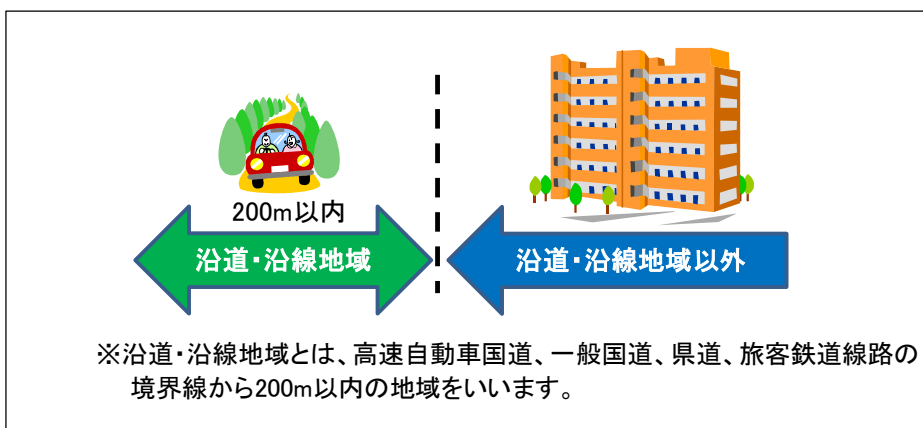 200m以内
沿道・沿線地域
沿道・沿線地域以外
※沿道・沿線地域とは、高速自動車国道、一般国道、県道、旅客鉄道線路の
境界線から200m以内の地域をいいます。